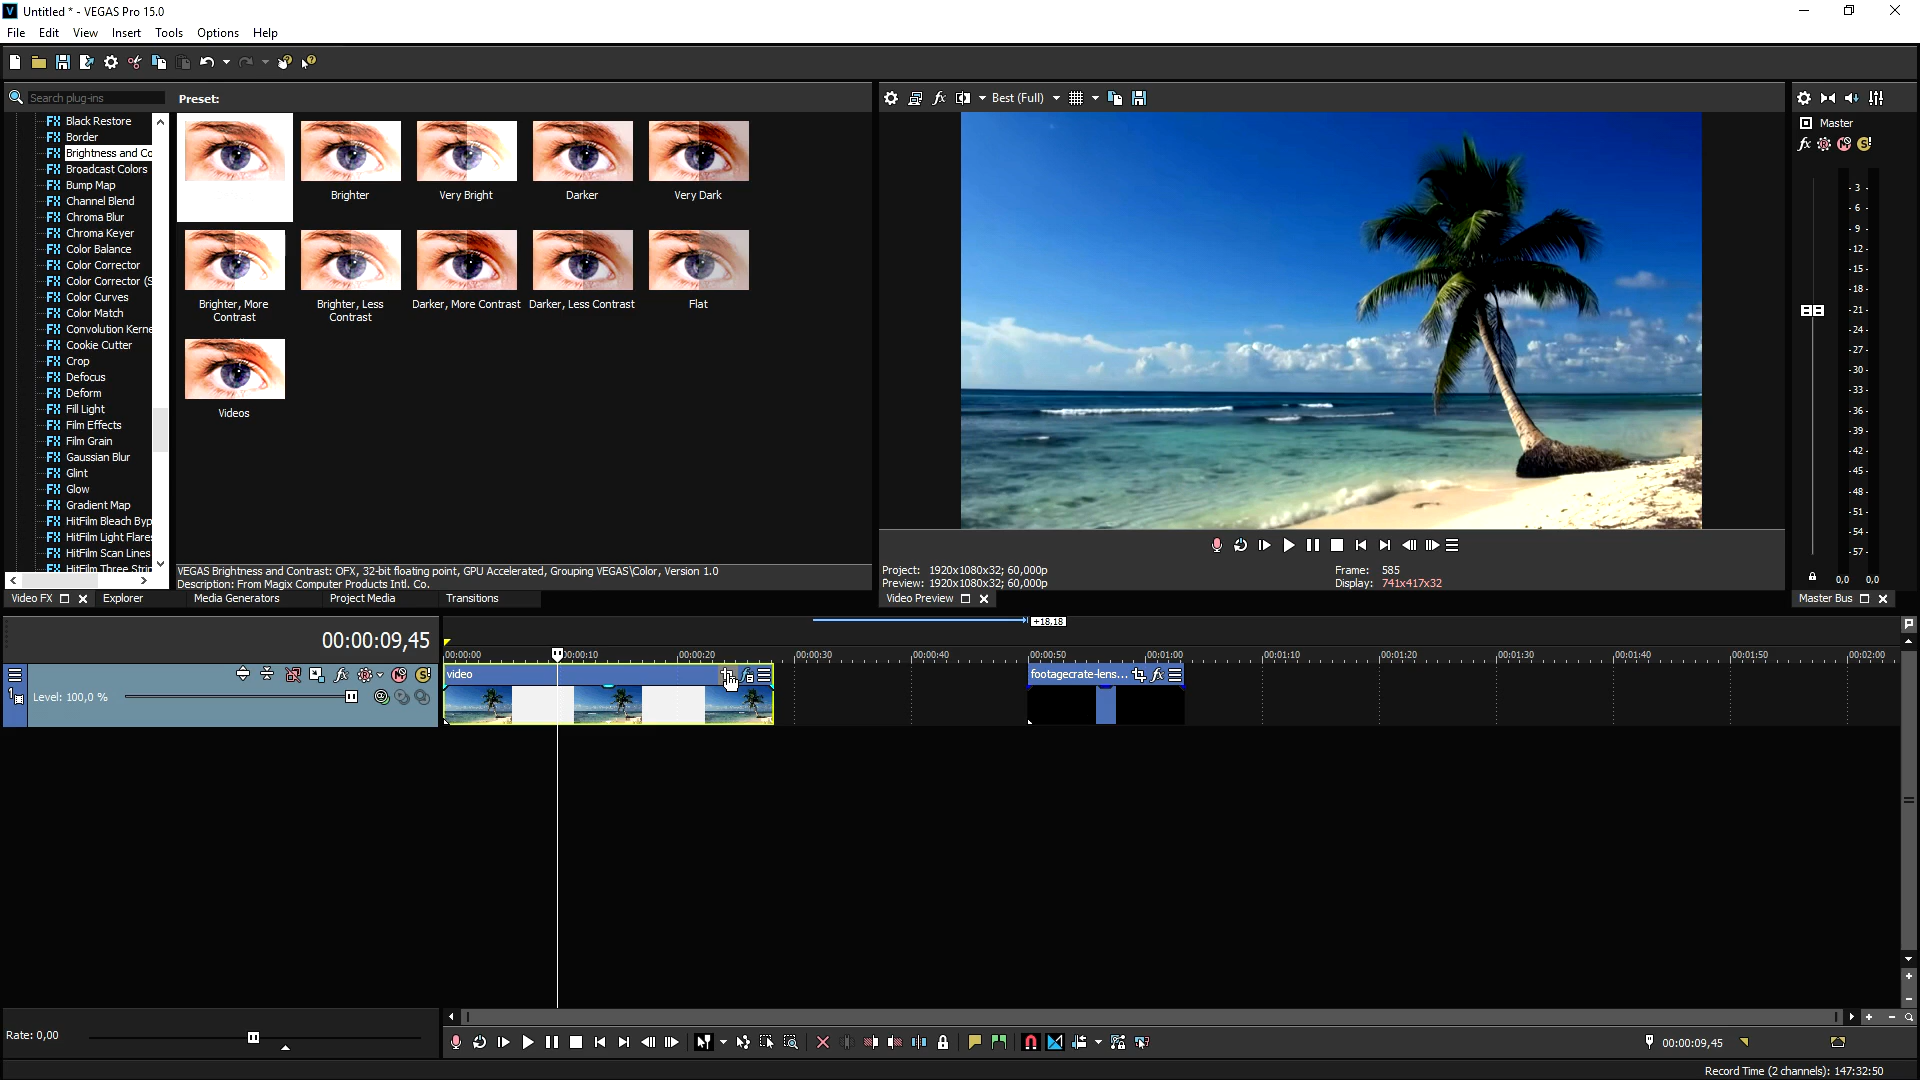 Untitled * - VEGAS Pro 15.0
File Edit View Insert Tools Options Help
Search plug-ins
Preset:
Black Restore
Border
Brightness and Co
Broadcast Colors
Bump Map
Channel Blend
Chroma Blur
Chroma Keyer
Color Balance
Color Corrector
Color Corrector (S
Color Curves
Color Match
Convolution Kerne
Cookie Cutter
Crop
Defocus
Deform
Fill Light
Film Effects
Film Grain
Gaussian Blur
Glint
Glow
Gradient Map
HitFilm Bleach Byp
HitFilm Light Flare
HitFilm Scan Lines
HitFilm Three Strip
Brighter
Very Bright
Darker
Very Dark
Brighter, More Contrast
Brighter, Less Contrast
Darker, More Contrast
Darker, Less Contrast
Flat
Videos
VEGAS Brightness and Contrast: OFX, 32-bit floating point, GPU Accelerated, Grouping VEGAS\Color, Version 1.0
Description: From Magix Computer Products Intl. Co.
Video FX
Explorer
Media Generators
Project Media
Transitions
Best (Full)
Project: 1920x1080x32; 60,000p
Preview: 1920x1080x32; 60,000p
Frame: 585
Display: 741x417x32
Video Preview
Master
-3-
-6-
-9-
-12-
-15-
-18-
-21-
-24-
-27-
-30-
-33-
-36-
-39-
-42-
-45-
-48-
-51-
-54-
-57-
0,0 0,0
Master Bus
00:00:09,45
+18,18
00:00:00 00:00:10 00:00:20 00:00:30 00:00:40 00:00:50 00:01:00 00:01:10 00:01:20 00:01:30 00:01:40 00:01:50 00:02:00
1
Level: 100,0 %
video
footagecrate-lens...
Rate: 0,00
00:00:09,45
Record Time (2 channels): 147:32:50